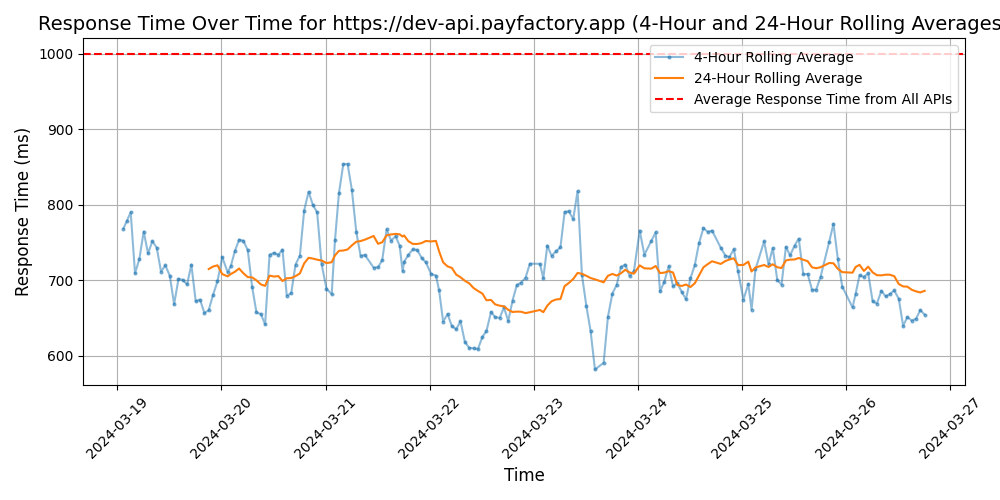 Response Time Over Time for https://dev-api.payfactory.app (4-Hour and 24-Hour Rolling Averages
4-Hour Rolling Average
24-Hour Rolling Average
Average Response Time from All APIs
Response Time (ms)
1000
900
800
700
600
2024-03-19
2024-03-20
2024-03-21
2024-03-22
2024-03-23
2024-03-24
2024-03-25
2024-03-26
2024-03-27
Time